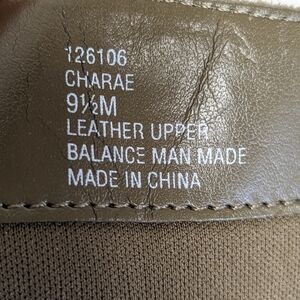 126106
CHARAE
9½M
LEATHER UPPER
BALANCE MAN MADE
MADE IN CHINA